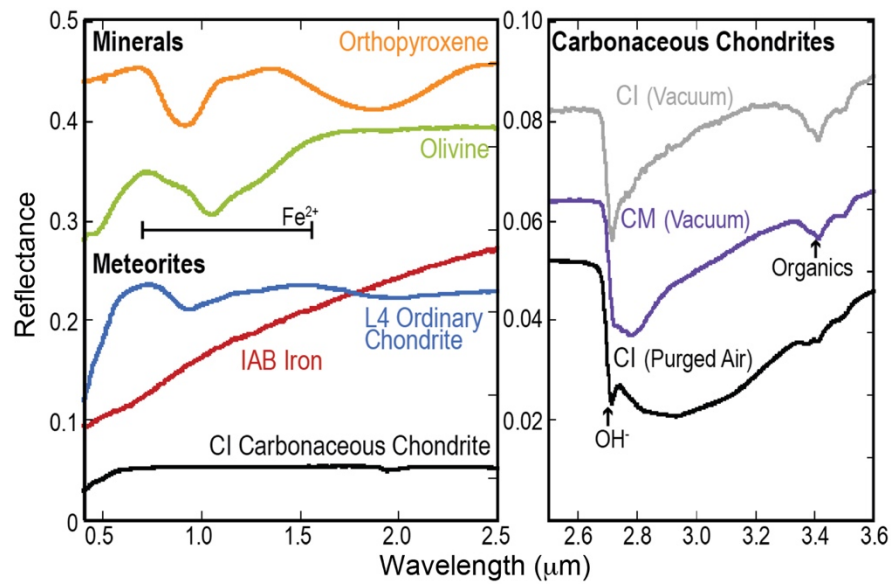 0.5
0.4
0.3
0.2
0.1
0
Reflectance
Minerals
Orthopyroxene
Olivine
Fe²⁺
Meteorites
L4 Ordinary
Chondrite
IAB Iron
CI Carbonaceous Chondrite
0.5
1.0
1.5
2.0
2.5
0.10
0.08
0.06
0.04
0.02
Carbonaceous Chondrites
CI (Vacuum)
CM (Vacuum)
Organics
CI (Purged Air)
OH⁻
2.6
2.8
3.0
3.2
3.4
3.6
Wavelength (μm)